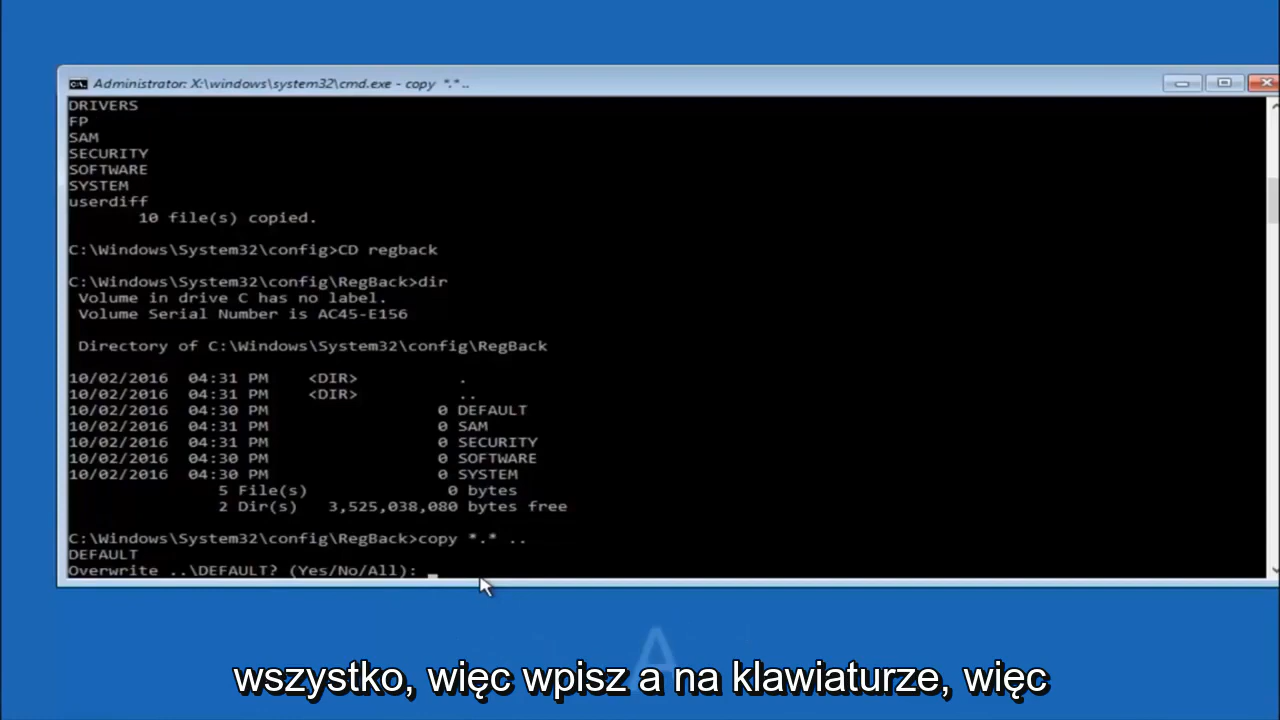 Administrator: X:\windows\system32\cmd.exe - copy *.* ..
DRIVERS
FP
SAM
SECURITY
SOFTWARE
SYSTEM
userdiff
10 file(s) copied.
C:\Windows\System32\config>CD regback
C:\Windows\System32\config\RegBack>dir
Volume in drive C has no label.
Volume Serial Number is AC45-E156
Directory of C:\Windows\System32\config\RegBack
10/02/2016 04:31 PM <DIR> .
10/02/2016 04:31 PM <DIR> ..
10/02/2016 04:30 PM 0 DEFAULT
10/02/2016 04:31 PM 0 SAM
10/02/2016 04:31 PM 0 SECURITY
10/02/2016 04:30 PM 0 SOFTWARE
10/02/2016 04:30 PM 0 SYSTEM
5 File(s) 0 bytes
2 Dir(s) 3,525,038,080 bytes free
C:\Windows\System32\config\RegBack>copy *.* ..
DEFAULT
Overwrite ..\DEFAULT? (Yes/No/All): _
A
wszystko, więc wpisz a na klawiaturze, więc